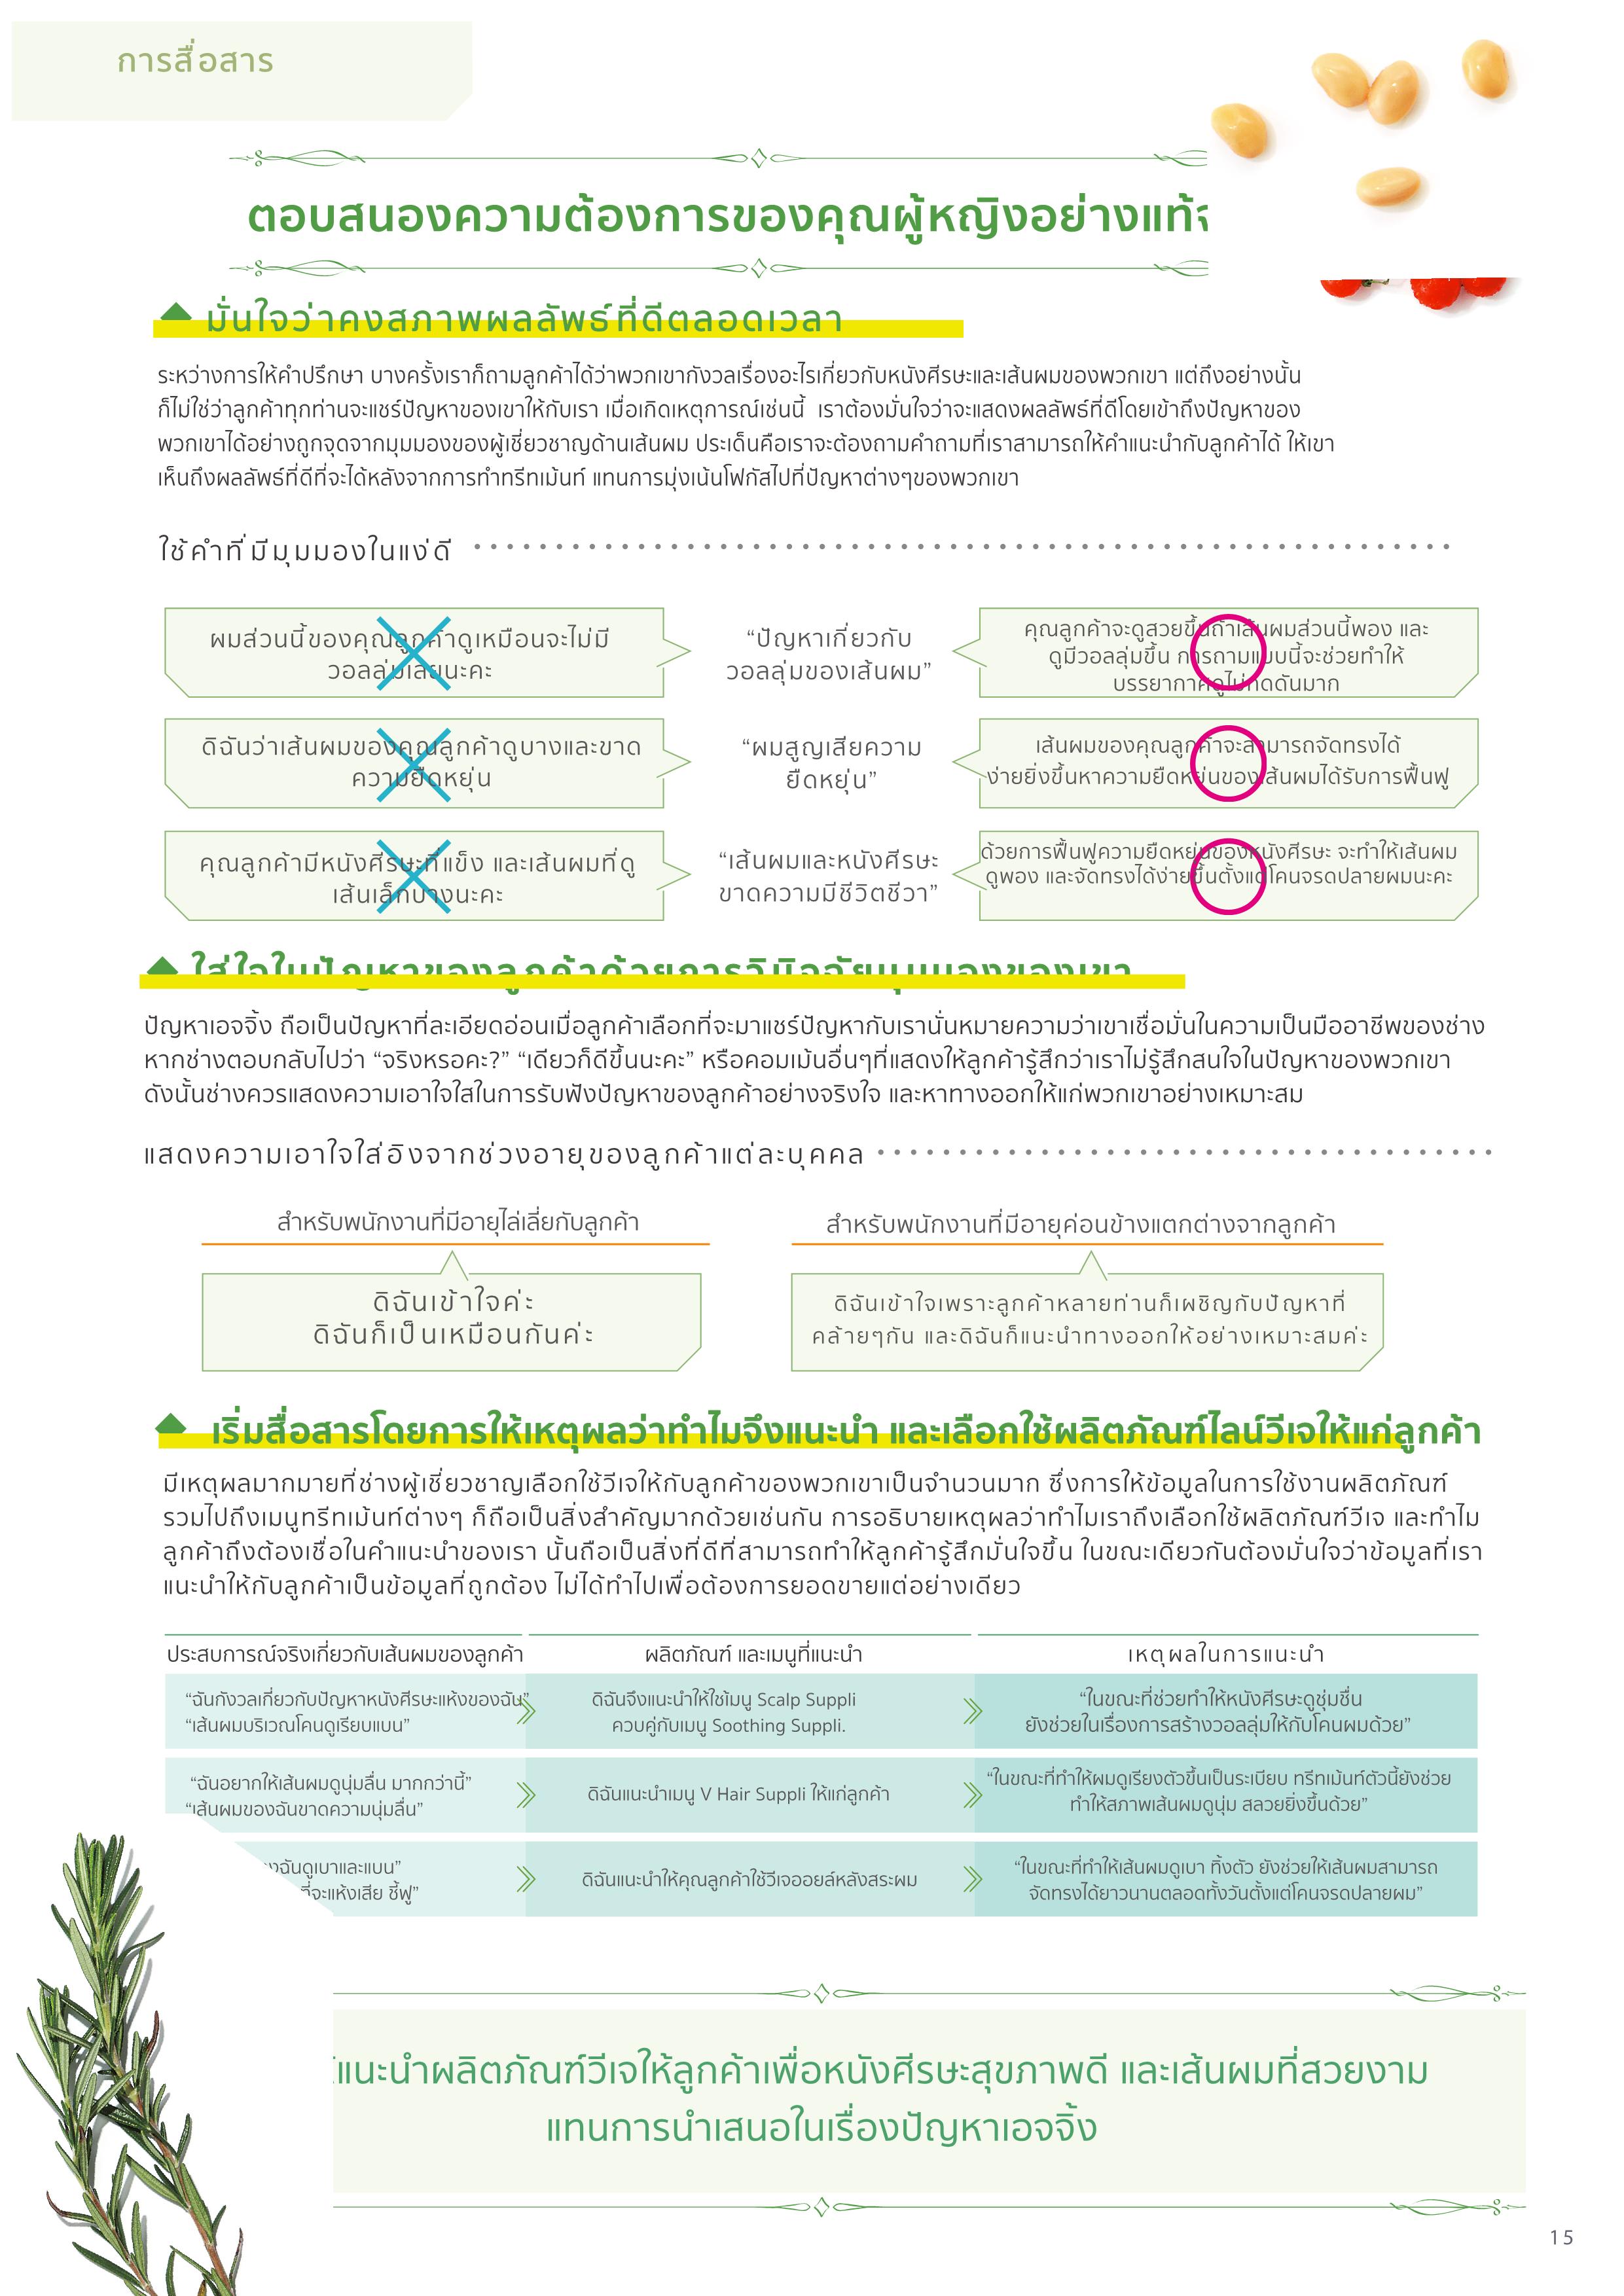 การสื่อสาร
ตอบสนองความต้องการของคุณผู้หญิงอย่างแท้จ
มั่นใจว่าคงสภาพผลลัพธ์ที่ดีตลอดเวลา
ระหว่างการให้คำปรึกษา บางครั้งเราก็ถามลูกค้าได้ว่าพวกเขากังวลเรื่องอะไรเกี่ยวกับหนังศีรษะและเส้นผมของพวกเขา แต่ถึงอย่างนั้น
ก็ไม่ใช่ว่าลูกค้าทุกท่านจะแชร์ปัญหาของเขาให้กับเรา เมื่อเกิดเหตุการณ์เช่นนี้ เราต้องมั่นใจว่าจะแสดงผลลัพธ์ที่ดีโดยเข้าถึงปัญหาของ
พวกเขาได้อย่างถูกจุดจากมุมมองของผู้เชี่ยวชาญด้านเส้นผม ประเด็นคือเราจะต้องถามคำถามที่เราสามารถให้คำแนะนำกับลูกค้าได้ ให้เขา
เห็นถึงผลลัพธ์ที่ดีที่จะได้หลังจากการทำทรีทเม้นท์ แทนการมุ่งเน้นโฟกัสไปที่ปัญหาต่างๆของพวกเขา
ใช้คำที่มีมุมมองในแง่ดี
ผมส่วนนี้ของคุณลูกค้าดูเหมือนจะไม่มี
วอลลุ่มเลยนะคะ
“ปัญหาเกี่ยวกับ
วอลลุ่มของเส้นผม”
คุณลูกค้าจะดูสวยขึ้นถ้าเส้นผมส่วนนี้พอง และ
ดูมีวอลลุ่มขึ้น การถามแบบนี้จะช่วยทำให้
บรรยากาศดูไม่กดดันมาก
ดิฉันว่าเส้นผมของคุณลูกค้าดูบางและขาด
ความยืดหยุ่น
“ผมสูญเสียความ
ยืดหยุ่น”
เส้นผมของคุณลูกค้าจะสามารถจัดทรงได้
ง่ายยิ่งขึ้นหาความยืดหยุ่นของเส้นผมได้รับการฟื้นฟู
คุณลูกค้ามีหนังศีรษะที่แข็ง และเส้นผมที่ดู
เส้นเล็กบางนะคะ
“เส้นผมและหนังศีรษะ
ขาดความมีชีวิตชีวา”
ด้วยการฟื้นฟูความยืดหยุ่นของหนังศีรษะ จะทำให้เส้นผม
ดูพอง และจัดทรงได้ง่ายขึ้นตั้งแต่โคนจรดปลายผมนะคะ
ใส่ใจในปัญหาของลูกค้าด้วยการวินิจฉัยมุมมองของเขา
ปัญหาเอจจิ้ง ถือเป็นปัญหาที่ละเอียดอ่อนเมื่อลูกค้าเลือกที่จะมาแชร์ปัญหากับเรานั่นหมายความว่าเขาเชื่อมั่นในความเป็นมืออาชีพของช่าง
หากช่างตอบกลับไปว่า “จริงหรอคะ?” “เดียวก็ดีขึ้นนะคะ” หรือคอมเม้นอื่นๆที่แสดงให้ลูกค้ารู้สึกว่าเราไม่รู้สึกสนใจในปัญหาของพวกเขา
ดังนั้นช่างควรแสดงความเอาใจใสในการรับฟังปัญหาของลูกค้าอย่างจริงใจ และหาทางออกให้แก่พวกเขาอย่างเหมาะสม
แสดงความเอาใจใส่อิงจากช่วงอายุของลูกค้าแต่ละบุคคล
สำหรับพนักงานที่มีอายุไล่เลี่ยกับลูกค้า
ดิฉันเข้าใจค่ะ
ดิฉันก็เป็นเหมือนกันค่ะ
สำหรับพนักงานที่มีอายุค่อนข้างแตกต่างจากลูกค้า
ดิฉันเข้าใจเพราะลูกค้าหลายท่านก็เผชิญกับปัญหาที่
คล้ายๆกัน และดิฉันก็แนะนำทางออกให้อย่างเหมาะสมค่ะ
เริ่มสื่อสารโดยการให้เหตุผลว่าทำไมจึงแนะนำ และเลือกใช้ผลิตภัณฑ์ไลน์วีเจให้แก่ลูกค้า
มีเหตุผลมากมายที่ช่างผู้เชี่ยวชาญเลือกใช้วีเจให้กับลูกค้าของพวกเขาเป็นจำนวนมาก ซึ่งการให้ข้อมูลในการใช้งานผลิตภัณฑ์
รวมไปถึงเมนูทรีทเม้นท์ต่างๆ ก็ถือเป็นสิ่งสำคัญมากด้วยเช่นกัน การอธิบายเหตุผลว่าทำไมเราถึงเลือกใช้ผลิตภัณฑ์วีเจ และทำไม
ลูกค้าถึงต้องเชื่อในคำแนะนำของเรา นั้นถือเป็นสิ่งที่ดีที่สามารถทำให้ลูกค้ารู้สึกมั่นใจขึ้น ในขณะเดียวกันต้องมั่นใจว่าข้อมูลที่เรา
แนะนำให้กับลูกค้าเป็นข้อมูลที่ถูกต้อง ไม่ได้ทำไปเพื่อต้องการยอดขายแต่อย่างเดียว
ประสบการณ์จริงเกี่ยวกับเส้นผมของลูกค้า
ผลิตภัณฑ์ และเมนูที่แนะนำ
เหตุผลในการแนะนำ
“ฉันกังวลเกี่ยวกับปัญหาหนังศีรษะแห้งของฉัน”
“เส้นผมบริเวณโคนดูเรียบแบน”
ดิฉันจึงแนะนำให้ใช้เมนู Scalp Suppli
ควบคู่กับเมนู Soothing Suppli.
“ในขณะที่ช่วยทำให้หนังศีรษะดูชุ่มชื่น
ยังช่วยในเรื่องการสร้างวอลลุ่มให้กับโคนผมด้วย”
“ฉันอยากให้เส้นผมดูนุ่มลื่น มากกว่านี้”
“เส้นผมของฉันขาดความนุ่มลื่น”
ดิฉันแนะนำเมนู V Hair Suppli ให้แก่ลูกค้า
“ในขณะที่ทำให้ผมดูเรียงตัวขึ้นเป็นระเบียบ ทรีทเม้นท์ตัวนี้ยังช่วย
ทำให้สภาพเส้นผมดูนุ่ม สลวยยิ่งขึ้นด้วย”
งฉันดูเบาและแบน”
ที่จะแห้งเสีย ชี้ฟู”
ดิฉันแนะนำให้คุณลูกค้าใช้วีเจออยล์หลังสระผม
“ในขณะที่ทำให้เส้นผมดูเบา ทิ้งตัว ยังช่วยให้เส้นผมสามารถ
จัดทรงได้ยาวนานตลอดทั้งวันตั้งแต่โคนจรดปลายผม”
แนะนำผลิตภัณฑ์วีเจให้ลูกค้าเพื่อหนังศีรษะสุขภาพดี และเส้นผมที่สวยงาม
แทนการนำเสนอในเรื่องปัญหาเอจจิ้ง
15